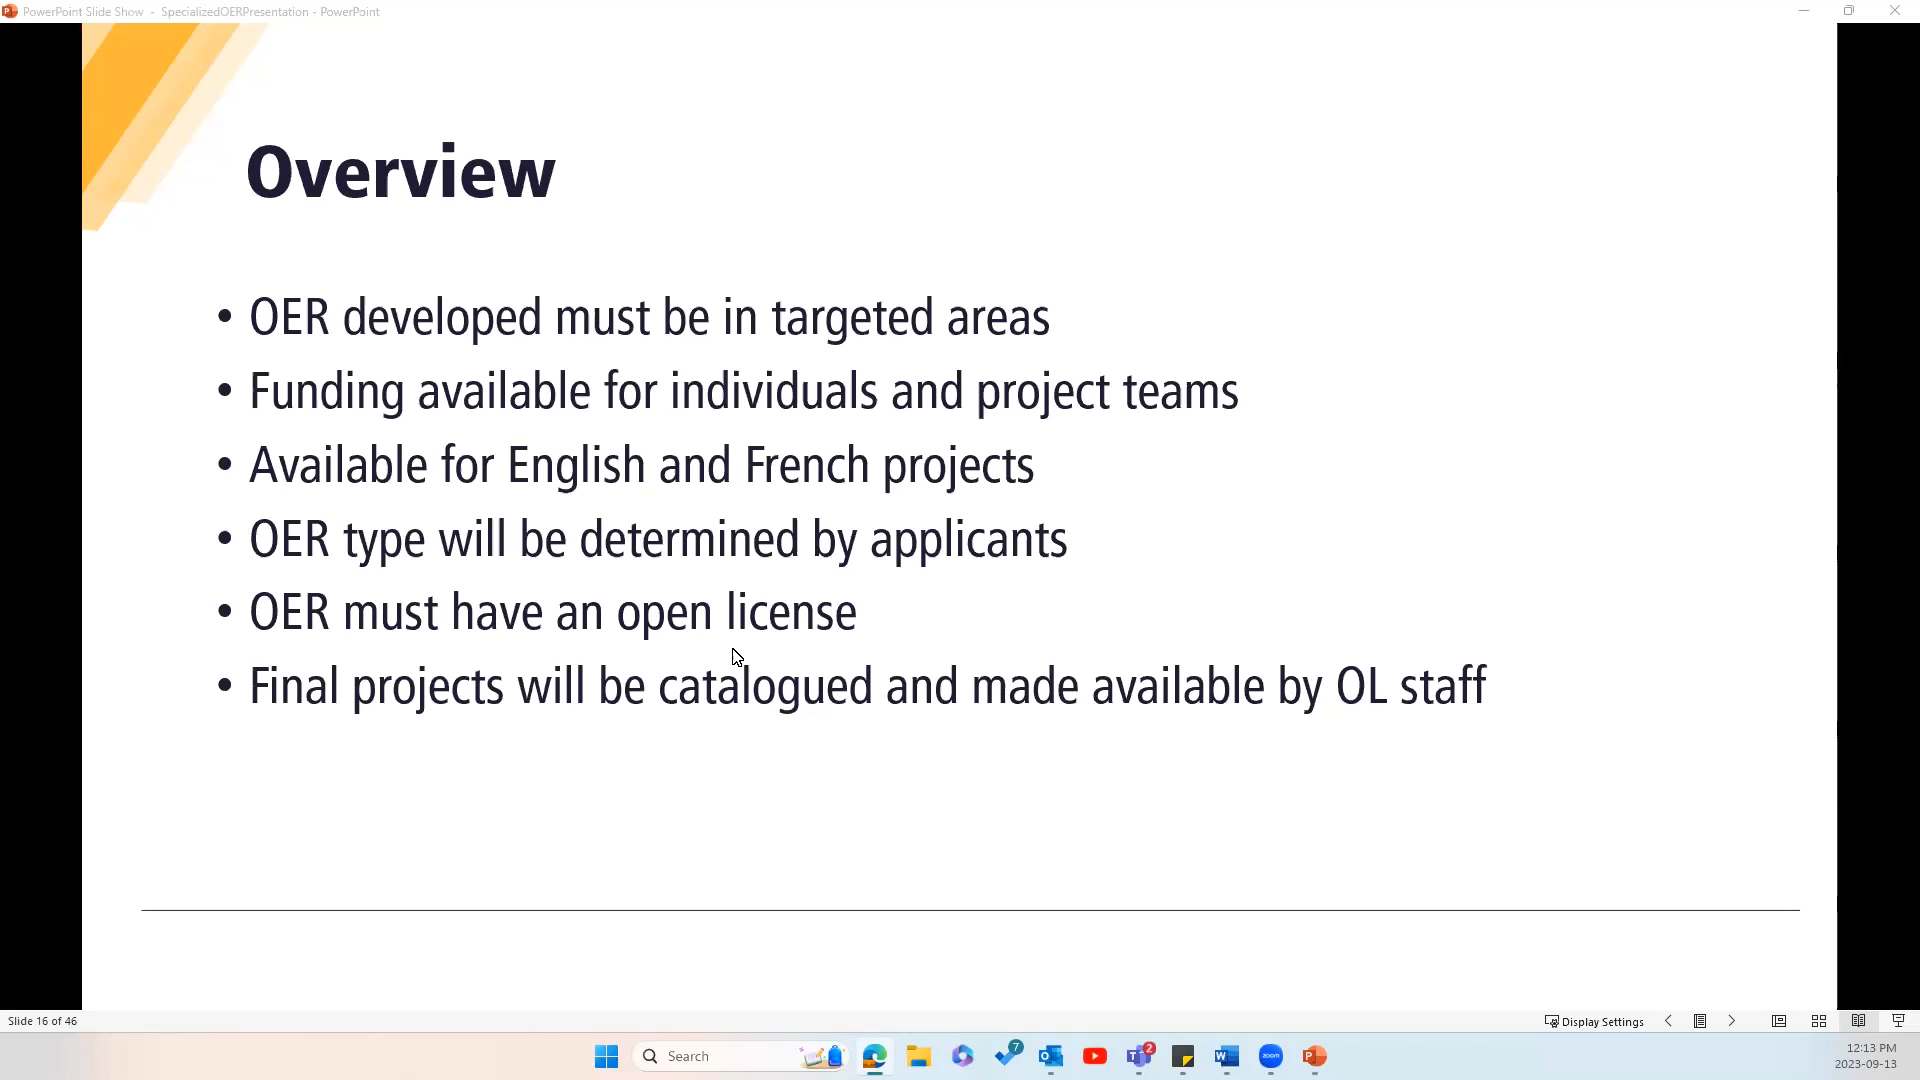 PowerPoint Slide Show - SpecializedOERPresentation - PowerPoint
Overview
• OER developed must be in targeted areas
• Funding available for individuals and project teams
• Available for English and French projects
• OER type will be determined by applicants
• OER must have an open license
• Final projects will be catalogued and made available by OL staff
Slide 16 of 46
Display Settings
Search
7
2
zoom
12:13 PM
2023-09-13